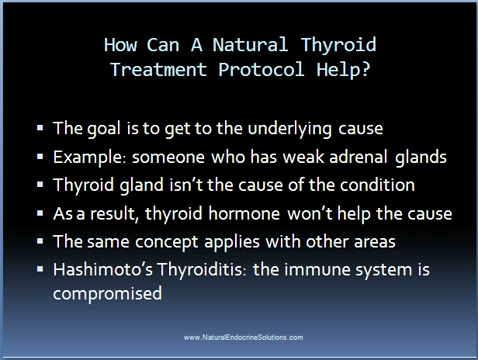 How Can A Natural Thyroid
Treatment Protocol Help?
▪ The goal is to get to the underlying cause
▪ Example: someone who has weak adrenal glands
▪ Thyroid gland isn't the cause of the condition
▪ As a result, thyroid hormone won't help the cause
▪ The same concept applies with other areas
▪ Hashimoto's Thyroiditis: the immune system is
compromised
www.NaturalEndocrineSolutions.com